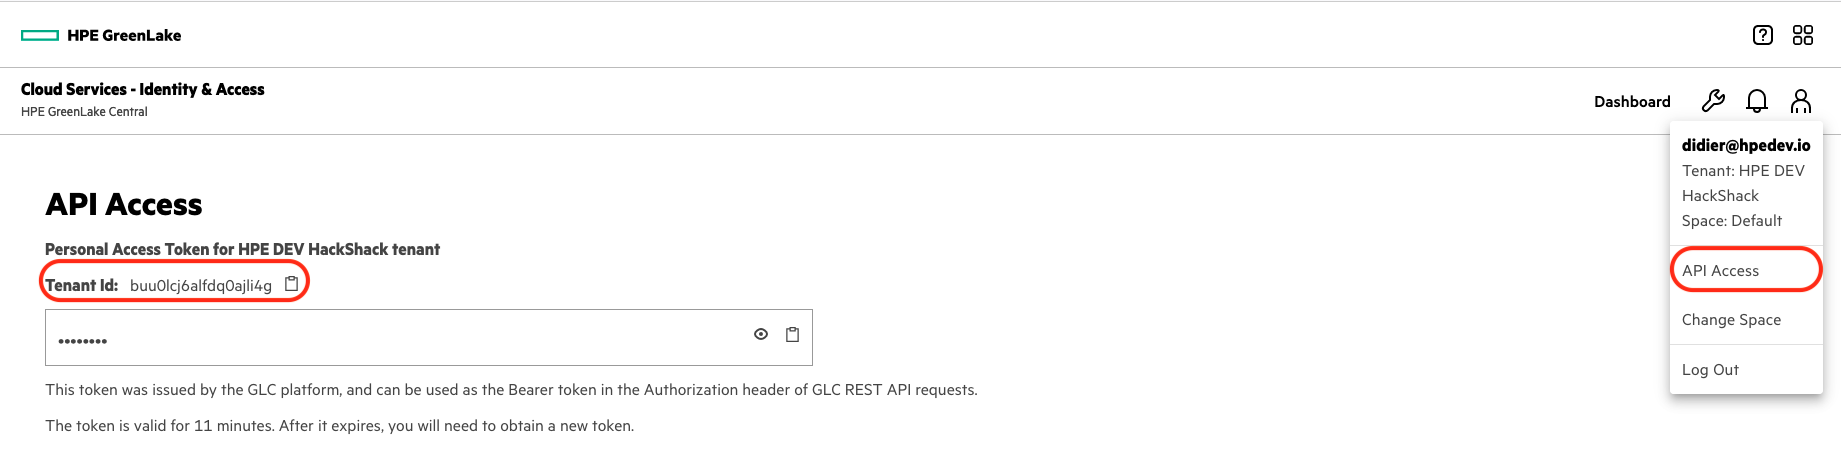 HPE GreenLake
Cloud Services - Identity & Access
HPE GreenLake Central
Dashboard
didier@hpedev.io
Tenant: HPE DEV
HackShack
Space: Default
API Access
Change Space
Log Out
API Access
Personal Access Token for HPE DEV HackShack tenant
Tenant Id: buu0lcj6alfdq0ajli4g
••••••••
This token was issued by the GLC platform, and can be used as the Bearer token in the Authorization header of GLC REST API requests.
The token is valid for 11 minutes. After it expires, you will need to obtain a new token.